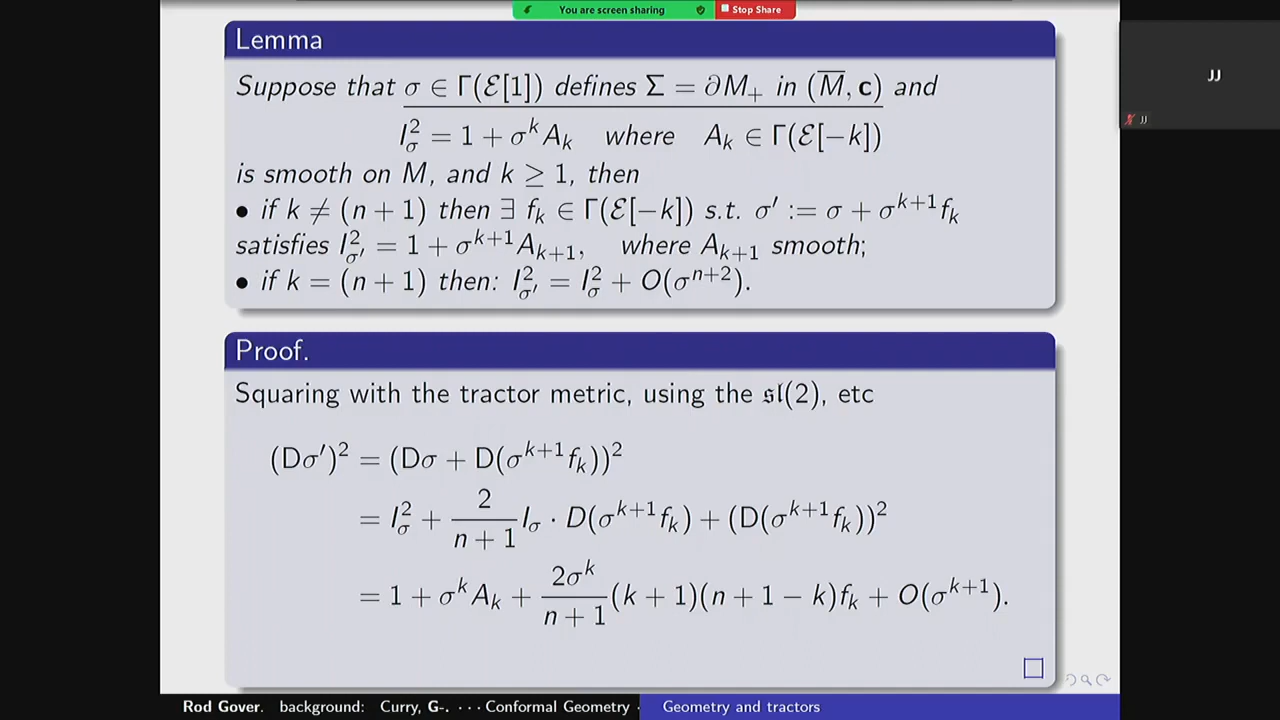 You are screen sharing Stop Share
Lemma
Suppose that σ ∈ Γ(ℰ[1]) defines Σ = ∂M₊ in (M̅, c) and
I²_σ = 1 + σ^k A_k where A_k ∈ Γ(ℰ[−k])
is smooth on M, and k ≥ 1, then
• if k ≠ (n + 1) then ∃ f_k ∈ Γ(ℰ[−k]) s.t. σ′ := σ + σ^{k+1} f_k
satisfies I²_{σ′} = 1 + σ^{k+1} A_{k+1}, where A_{k+1} smooth;
• if k = (n + 1) then: I²_{σ′} = I²_σ + O(σ^{n+2}).
Proof.
Squaring with the tractor metric, using the 𝔰𝔩(2), etc
(Dσ′)² = (Dσ + D(σ^{k+1} f_k))²
= I²_σ + 2/(n + 1) I_σ · D(σ^{k+1} f_k) + (D(σ^{k+1} f_k))²
= 1 + σ^k A_k + 2σ^k/(n + 1) (k + 1)(n + 1 − k) f_k + O(σ^{k+1}).
□
Rod Gover. background: Curry, G-. · · · Conformal Geometry · Geometry and tractors
JJ
JJ